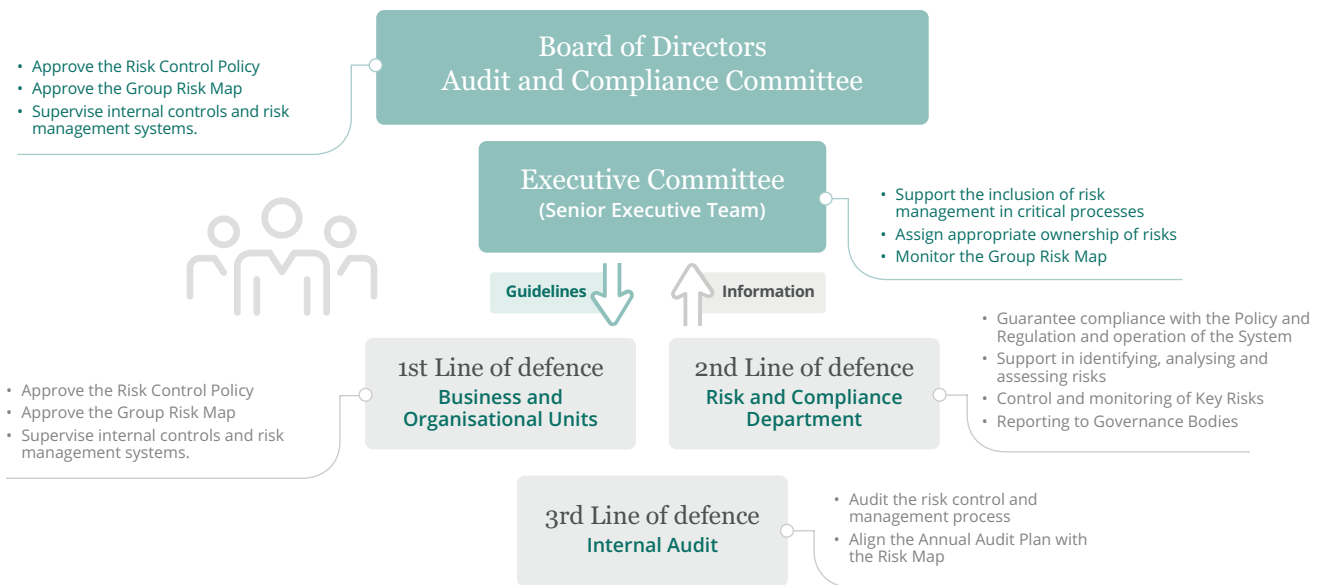 Board of Directors
Audit and Compliance Committee
• Approve the Risk Control Policy
• Approve the Group Risk Map
• Supervise internal controls and risk
management systems.
Executive Committee
(Senior Executive Team)
• Support the inclusion of risk
management in critical processes
• Assign appropriate ownership of risks
• Monitor the Group Risk Map
Guidelines
Information
1st Line of defence
Business and
Organisational Units
• Approve the Risk Control Policy
• Approve the Group Risk Map
• Supervise internal controls and risk
management systems.
2nd Line of defence
Risk and Compliance
Department
• Guarantee compliance with the Policy and
Regulation and operation of the System
• Support in identifying, analysing and
assessing risks
• Control and monitoring of Key Risks
• Reporting to Governance Bodies
3rd Line of defence
Internal Audit
• Audit the risk control and
management process
• Align the Annual Audit Plan with
the Risk Map